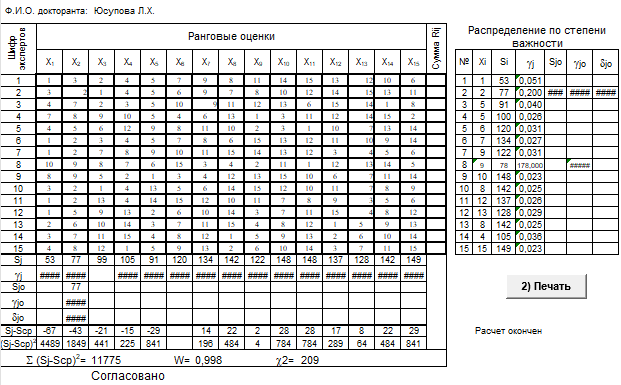 Ф.И.О. докторанта: Юсупова Л.Х.
Шифр экспертов
Ранговые оценки
Сумма Rij
X1 X2 X3 X4 X5 X6 X7 X8 X9 X10 X11 X12 X13 X14 X15
1 1 3 2 4 5 7 9 8 11 14 15 13 12 10 6
2 3 2 1 4 5 6 9 7 8 10 12 14 15 13 11
3 4 7 2 3 5 10 9 11 12 13 6 15 14 1 8
4 7 8 9 10 5 4 6 13 1 3 11 12 14 15 2
5 4 5 6 12 9 8 11 10 2 3 1 10 7 13 14
6 1 2 3 4 5 7 8 6 15 13 12 11 10 9 14
7 1 2 7 8 9 10 11 15 14 13 12 3 4 5 6
8 10 9 8 7 6 15 3 4 2 11 1 12 13 14 5
9 8 9 5 2 1 3 4 12 13 15 10 6 7 11 14
10 3 2 1 4 13 5 6 14 15 12 10 11 7 8 9
11 1 2 13 4 14 15 12 10 11 7 8 9 3 5 6
12 1 5 9 13 2 6 10 14 3 7 11 15 4 8 12
13 2 6 10 14 3 7 11 15 4 8 12 1 5 9 13
14 3 7 11 15 4 8 12 1 5 9 13 2 6 10 14
15 4 8 12 1 5 9 13 2 6 10 14 3 7 11 15
Sj 53 77 99 105 91 120 134 142 122 148 148 137 128 142 149
γj #### #### #### #### #### #### #### #### #### #### #### #### #### ####
Sjo 77
γjo ####
δjo ####
Sj-Scp -67 -43 -21 -15 -29 14 22 2 28 28 17 8 22 29
(Sj-Scp)² 4489 1849 441 225 841 196 484 4 784 784 289 64 484 841
Σ (Sj-Scp)²= 11775 W= 0,998 χ2= 209
Согласовано
Распределение по степени важности
№ Xi Si γj Sjo γjo δjo
1 1 53 0,051
2 2 77 0,200 ### #### ####
3 5 91 0,040
4 5 100 0,026
5 6 120 0,031
6 7 134 0,027
7 9 122 0,031
8 9 78 178,000 #####
9 10 148 0,023
10 8 142 0,025
11 12 137 0,026
12 13 128 0,029
13 8 142 0,025
14 4 105 0,036
15 15 149 0,023
2) Печать
Расчет окончен